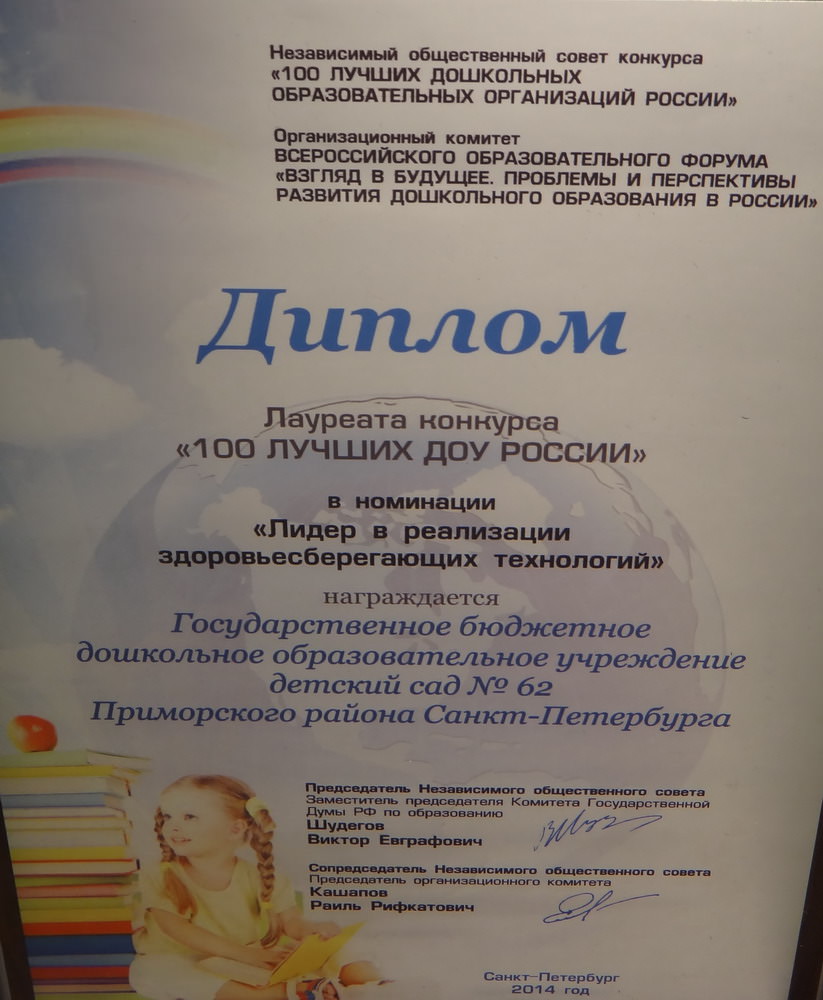 Независимый общественный совет конкурса
«100 ЛУЧШИХ ДОШКОЛЬНЫХ
ОБРАЗОВАТЕЛЬНЫХ ОРГАНИЗАЦИЙ РОССИИ»
Организационный комитет
ВСЕРОССИЙСКОГО ОБРАЗОВАТЕЛЬНОГО ФОРУМА
«ВЗГЛЯД В БУДУЩЕЕ. ПРОБЛЕМЫ И ПЕРСПЕКТИВЫ
РАЗВИТИЯ ДОШКОЛЬНОГО ОБРАЗОВАНИЯ В РОССИИ»
Диплом
Лауреата конкурса
«100 ЛУЧШИХ ДОУ РОССИИ»
в номинации
«Лидер в реализации
здоровьесберегающих технологий»
награждается
Государственное бюджетное
дошкольное образовательное учреждение
детский сад № 62
Приморского района Санкт-Петербурга
Председатель Независимого общественного совета
Заместитель председателя Комитета Государственной
Думы РФ по образованию
Шудегов
Виктор Евграфович
Сопредседатель Независимого общественного совета
Председатель организационного комитета
Кашапов
Раиль Рифкатович
Санкт-Петербург
2014 год